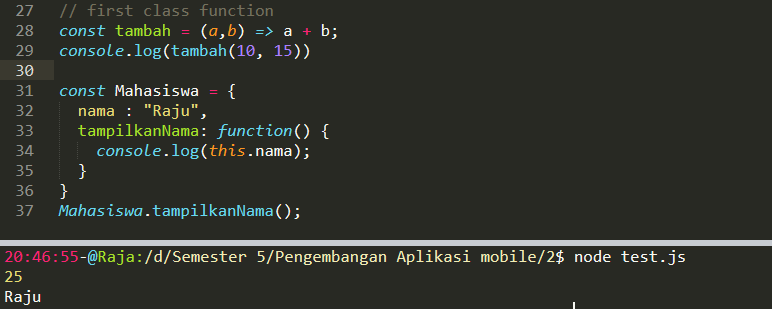 27 // first class function
28 const tambah = (a,b) => a + b;
29 console.log(tambah(10, 15))
30
31 const Mahasiswa = {
32 nama : "Raju",
33 tampilkanNama: function() {
34 console.log(this.nama);
35 }
36 }
37 Mahasiswa.tampilkanNama();
20:46:55-@Raja:/d/Semester 5/Pengembangan Aplikasi mobile/2$ node test.js
25
Raju